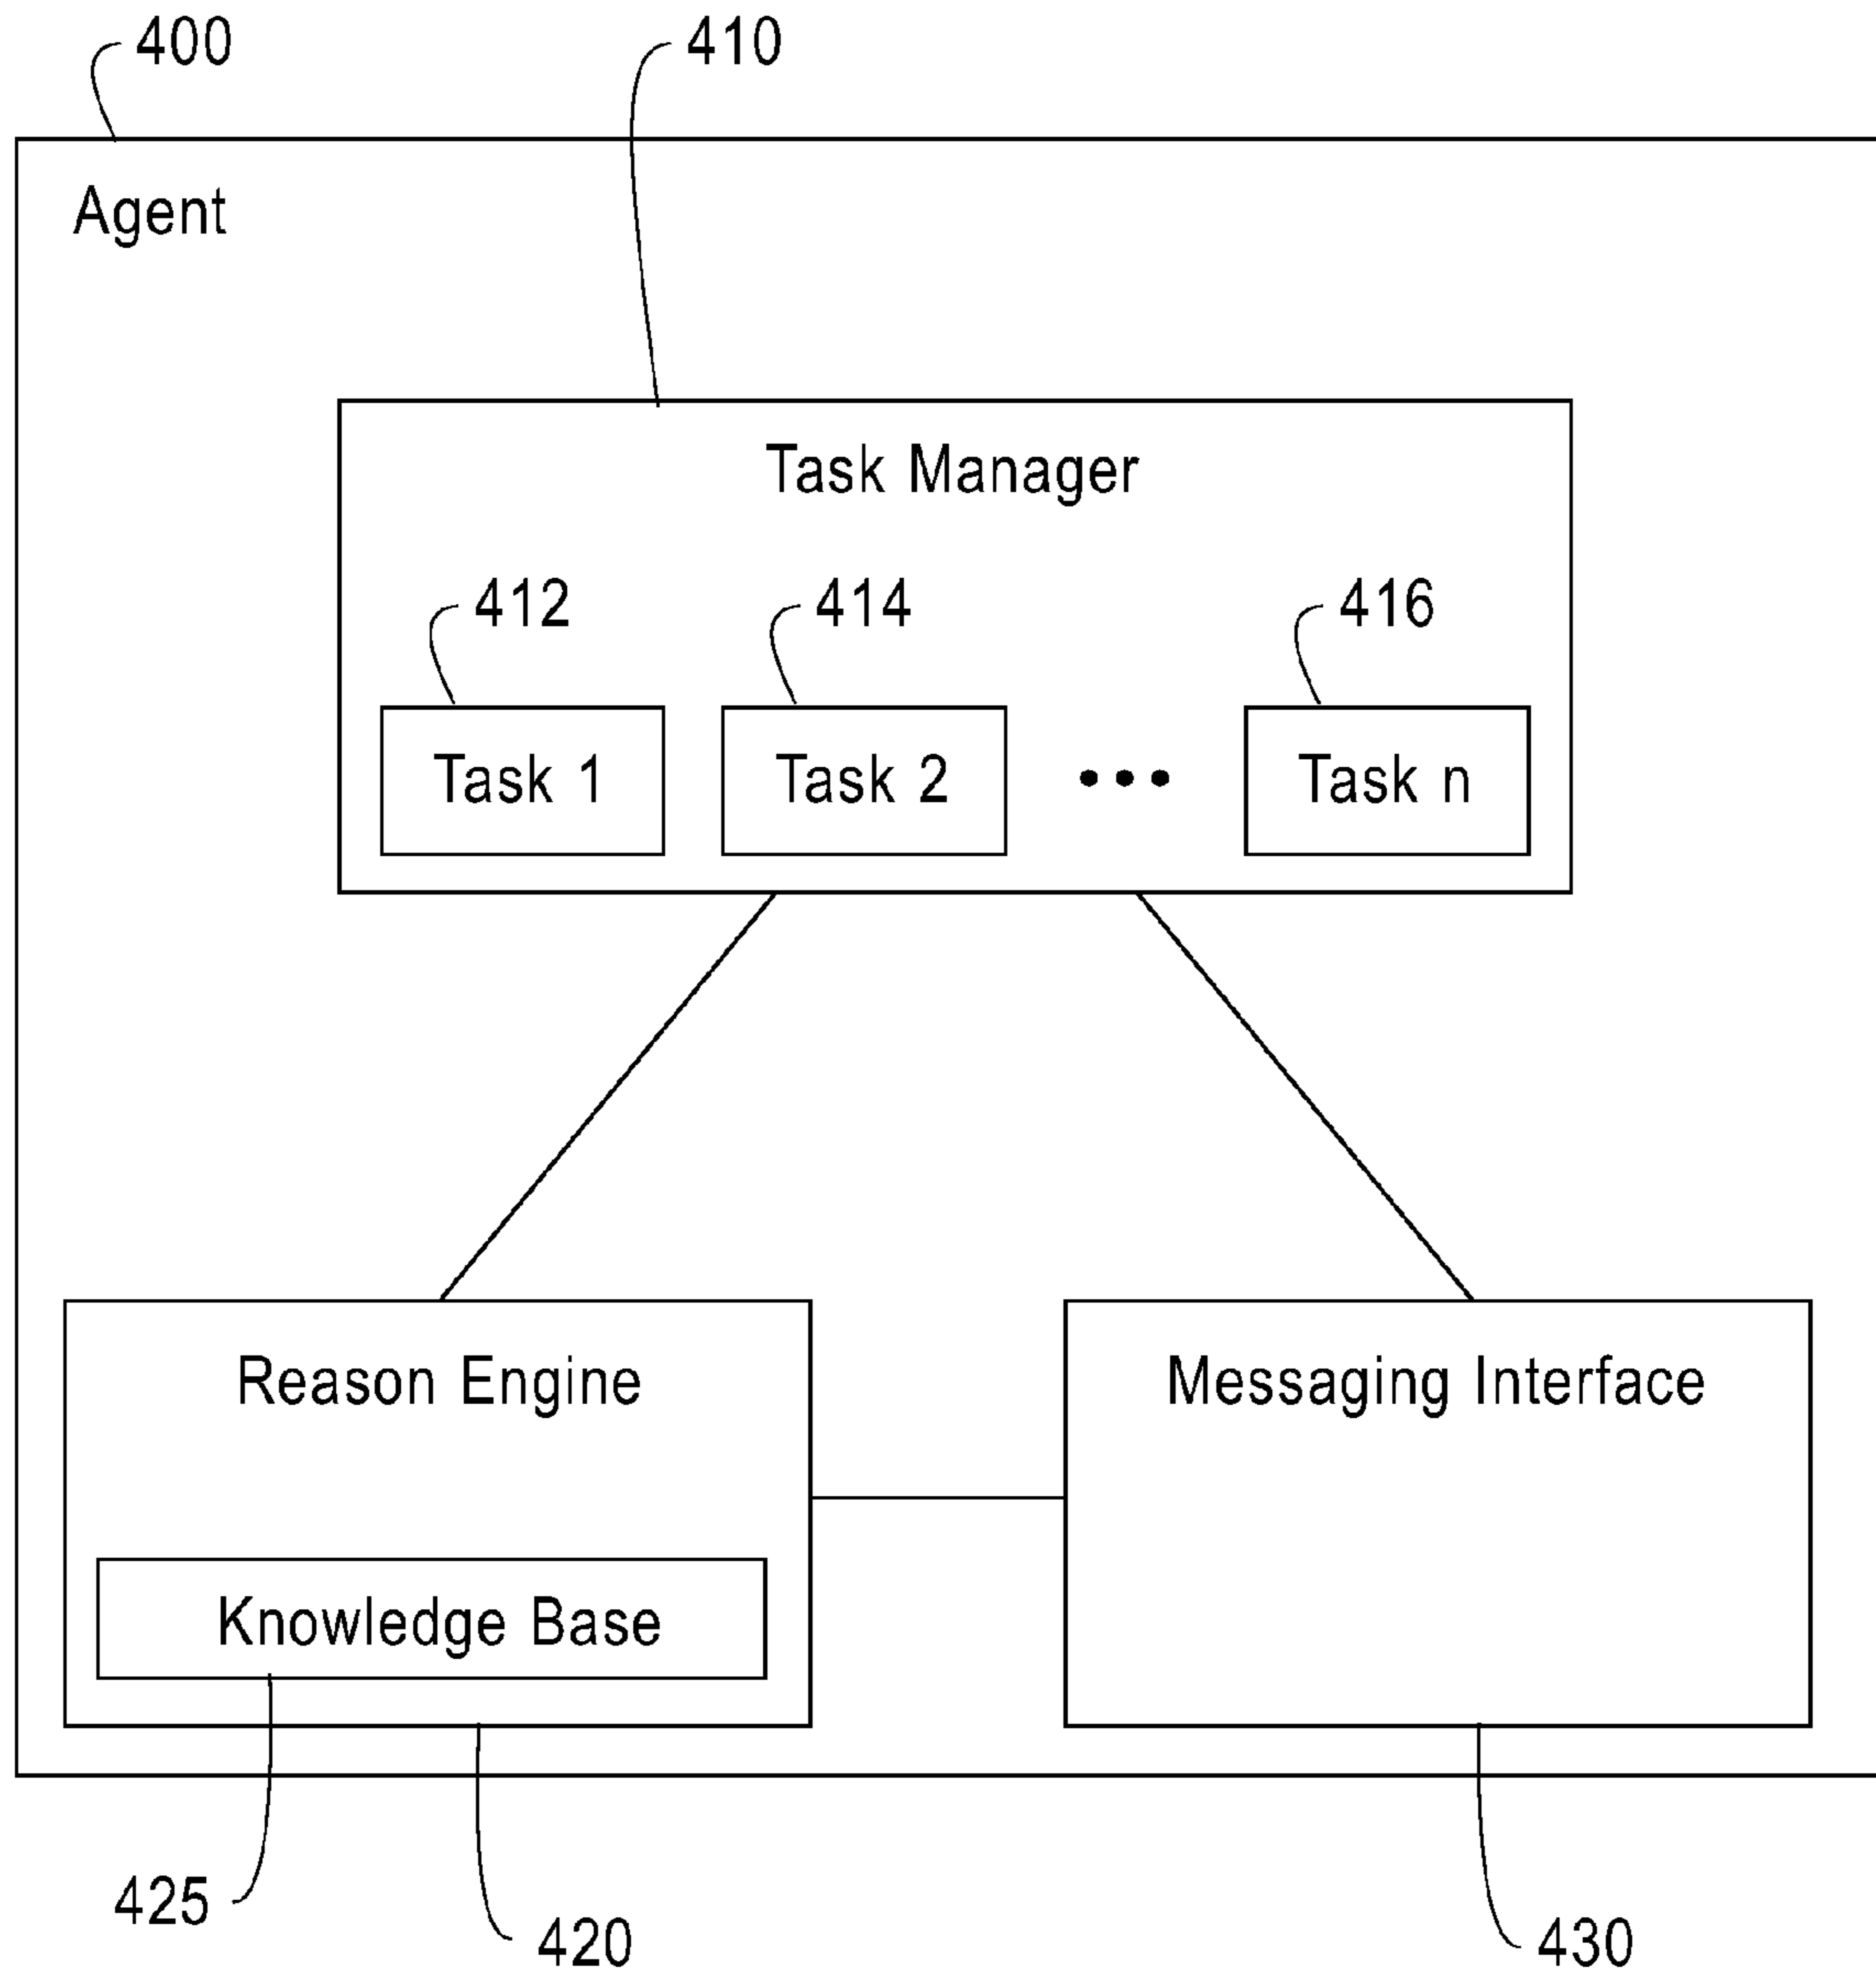 400
410
Agent
Task Manager
412
414
416
Task 1
Task 2
Task n
Reason Engine
Messaging Interface
Knowledge Base
425
420
430